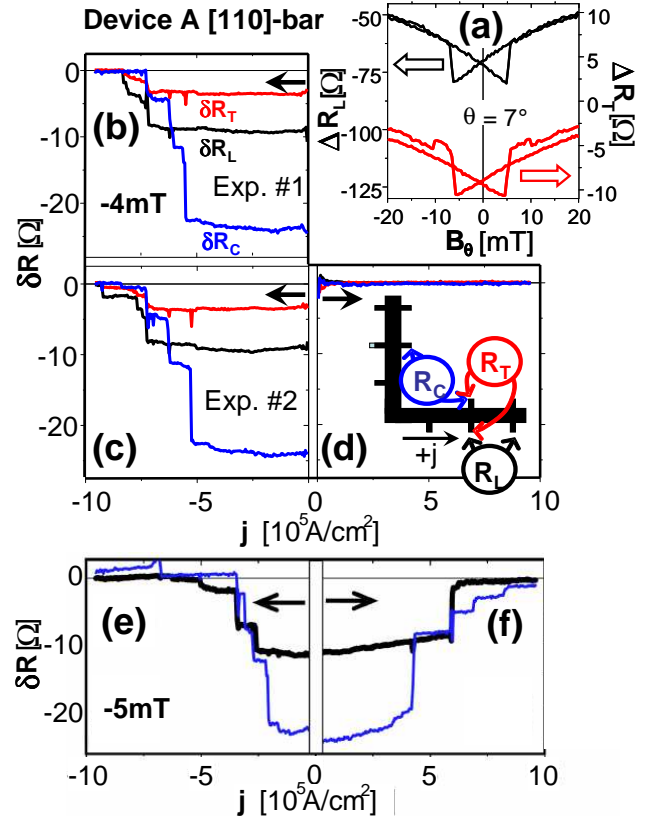 Device A [110]-bar
(a)
-50
-75
-100
-125
ΔR_L[Ω]
10
5
0
-5
-10
ΔR_T[Ω]
θ = 7°
-20 -10 0 10 20
B_θ [mT]
0
-10
-20
(b)
δR_T
δR_L
Exp. #1
-4mT
δR_C
δR [Ω]
0
-10
-20
Exp. #2
(c)
(d)
R_C
R_T
+j
R_L
-10 -5 0 5 10
j [10^5A/cm^2]
0
-10
-20
δR [Ω]
(e)
(f)
-5mT
-10 -5 0 5 10
j [10^5A/cm^2]